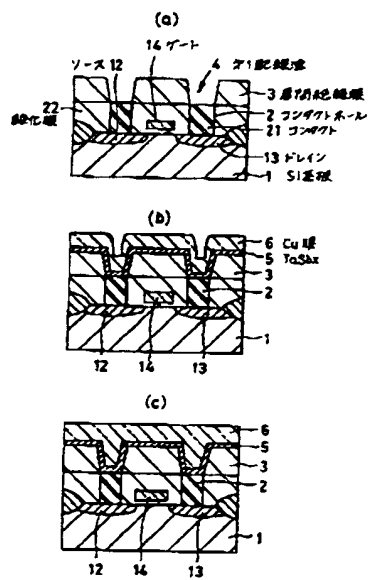 (a)
14 ゲート
ソース 12
4 第1配線溝
3 層間絶縁膜
22
酸化膜
2 コンタクトホール
21 コンタクト
13 ドレイン
1 Si基板
(b)
6 Cu膜
5
3
2
1
12
14
13
(c)
6
5
3
2
1
12
14
13